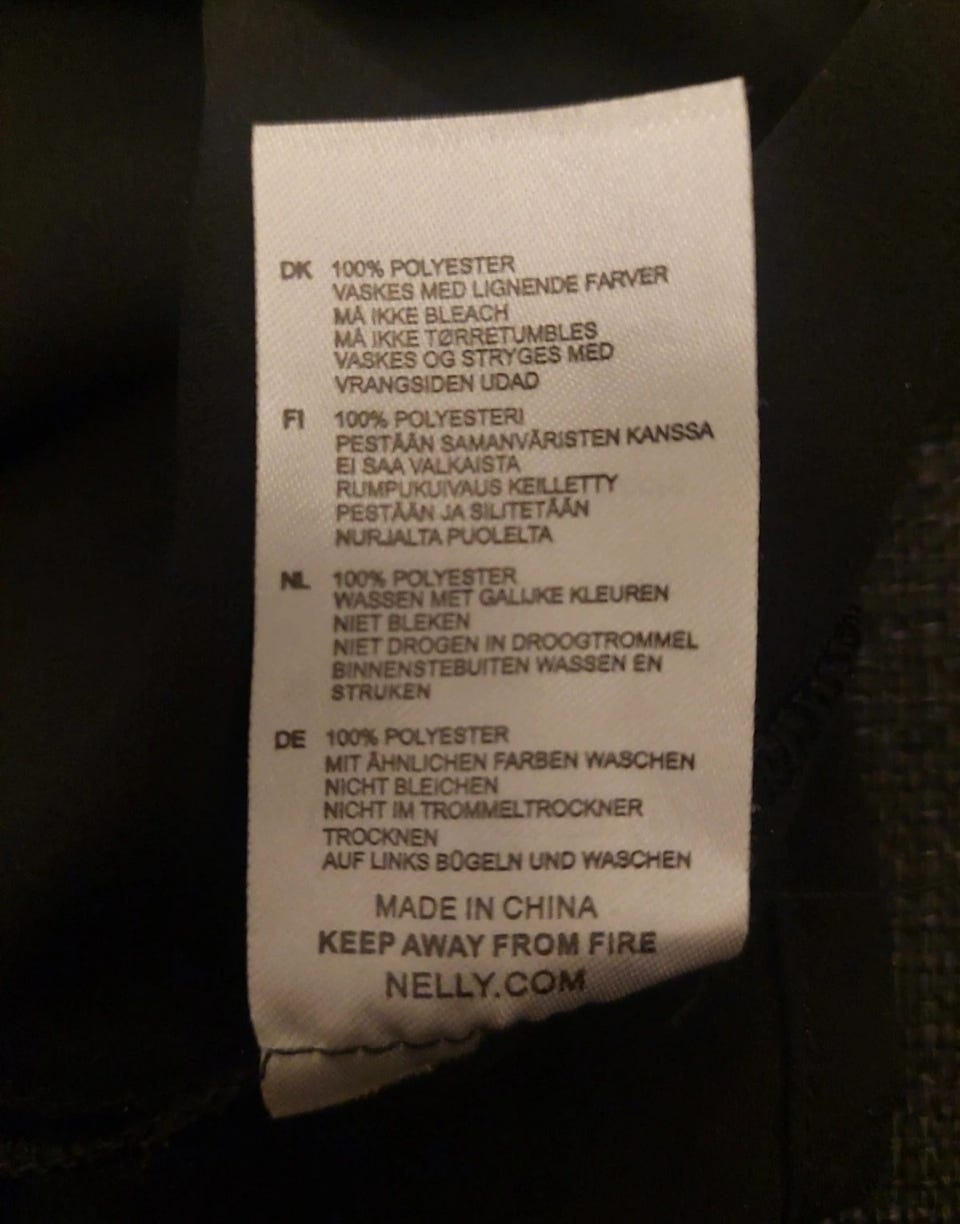 DK 100% POLYESTER
VASKES MED LIGNENDE FARVER
MÅ IKKE BLEACH
MÅ IKKE TØRRETUMBLES
VASKES OG STRYGES MED
VRANGSIDEN UDAD
FI 100% POLYESTERI
PESTÄÄN SAMANVÄRISTEN KANSSA
EI SAA VALKAISTA
RUMPUKUIVAUS KEILLETTY
PESTÄÄN JA SILITETÄÄN
NURJALTA PUOLELTA
NL 100% POLYESTER
WASSEN MET GALIJKE KLEUREN
NIET BLEKEN
NIET DROGEN IN DROOGTROMMEL
BINNENSTEBUITEN WASSEN EN
STRUKEN
DE 100% POLYESTER
MIT ÄHNLICHEN FARBEN WASCHEN
NICHT BLEICHEN
NICHT IM TROMMELTROCKNER
TROCKNEN
AUF LINKS BÜGELN UND WASCHEN
MADE IN CHINA
KEEP AWAY FROM FIRE
NELLY.COM